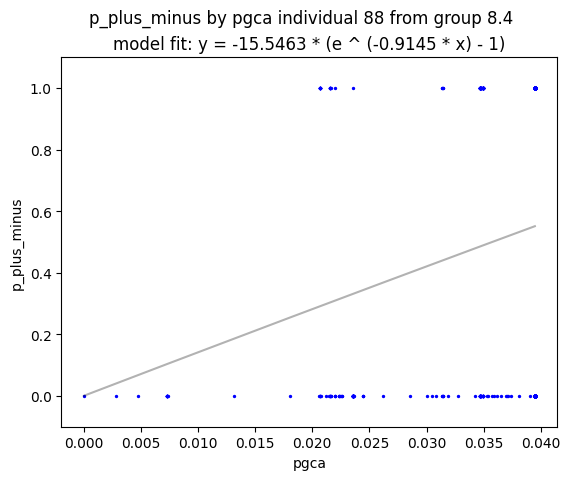 p_plus_minus by pgca individual 88 from group 8.4
model fit: y = -15.5463 * (e ^ (-0.9145 * x) - 1)
1.0
0.8
0.6
0.4
0.2
0.0
p_plus_minus
0.000 0.005 0.010 0.015 0.020 0.025 0.030 0.035 0.040
pgca